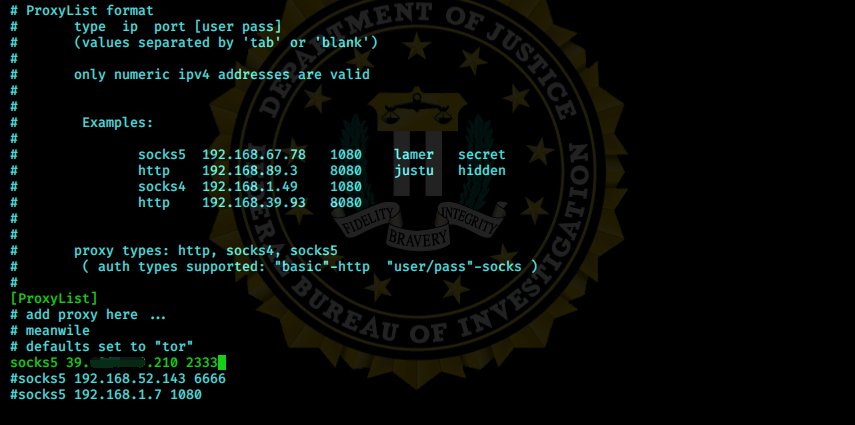 # ProxyList format
#       type  ip  port [user pass]
#       (values separated by 'tab' or 'blank')
#
#       only numeric ipv4 addresses are valid
#
#
#        Examples:
#
#               socks5  192.168.67.78   1080    lamer   secret
#               http    192.168.89.3    8080    justu   hidden
#               socks4  192.168.1.49    1080
#               http    192.168.39.93   8080
#
#
#       proxy types: http, socks4, socks5
#        ( auth types supported: "basic"-http  "user/pass"-socks )
#
[ProxyList]
# add proxy here ...
# meanwile
# defaults set to "tor"
socks5 39. .210 2333
#socks5 192.168.52.143 6666
#socks5 192.168.1.7 1080
DEPARTMENT OF JUSTICE
FEDERAL BUREAU OF INVESTIGATION
FIDELITY
BRAVERY
INTEGRITY